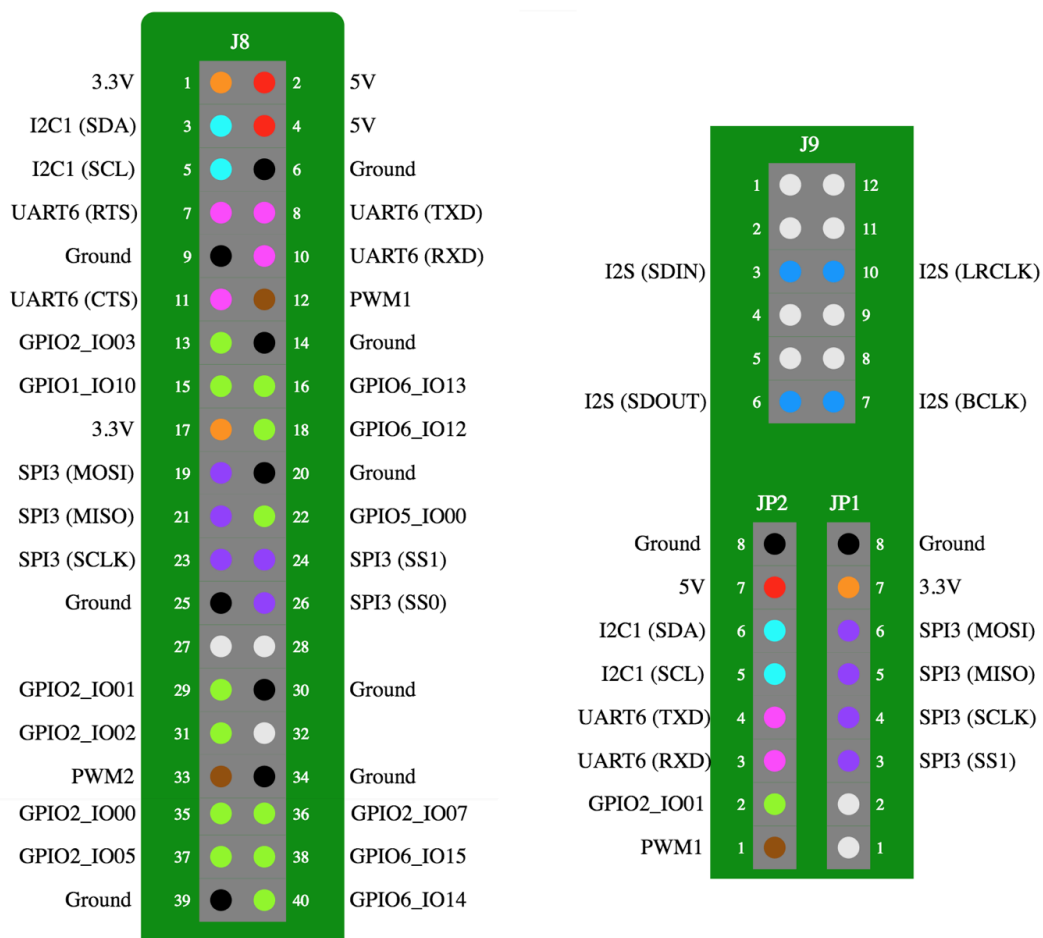 J8
3.3V 1 2 5V
I2C1 (SDA) 3 4 5V
I2C1 (SCL) 5 6 Ground
UART6 (RTS) 7 8 UART6 (TXD)
Ground 9 10 UART6 (RXD)
UART6 (CTS) 11 12 PWM1
GPIO2_IO03 13 14 Ground
GPIO1_IO10 15 16 GPIO6_IO13
3.3V 17 18 GPIO6_IO12
SPI3 (MOSI) 19 20 Ground
SPI3 (MISO) 21 22 GPIO5_IO00
SPI3 (SCLK) 23 24 SPI3 (SS1)
Ground 25 26 SPI3 (SS0)
27 28
GPIO2_IO01 29 30 Ground
GPIO2_IO02 31 32
PWM2 33 34 Ground
GPIO2_IO00 35 36 GPIO2_IO07
GPIO2_IO05 37 38 GPIO6_IO15
Ground 39 40 GPIO6_IO14
J9
1 12
2 11
I2S (SDIN) 3 10 I2S (LRCLK)
4 9
5 8
I2S (SDOUT) 6 7 I2S (BCLK)
JP2 JP1
Ground 8 8 Ground
5V 7 7 3.3V
I2C1 (SDA) 6 6 SPI3 (MOSI)
I2C1 (SCL) 5 5 SPI3 (MISO)
UART6 (TXD) 4 4 SPI3 (SCLK)
UART6 (RXD) 3 3 SPI3 (SS1)
GPIO2_IO01 2 2
PWM1 1 1